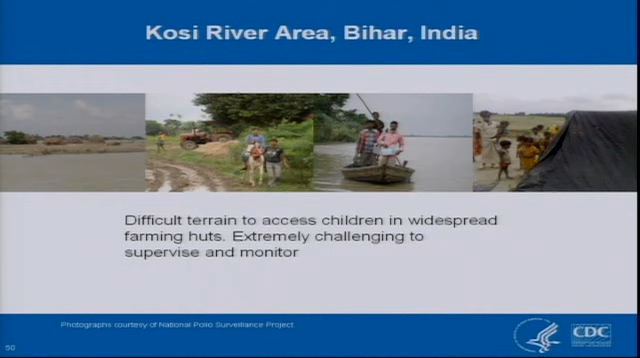 Kosi River Area, Bihar, India
Difficult terrain to access children in widespread
farming huts. Extremely challenging to
supervise and monitor
Photographs courtesy of National Polio Surveillance Project
50
CDC